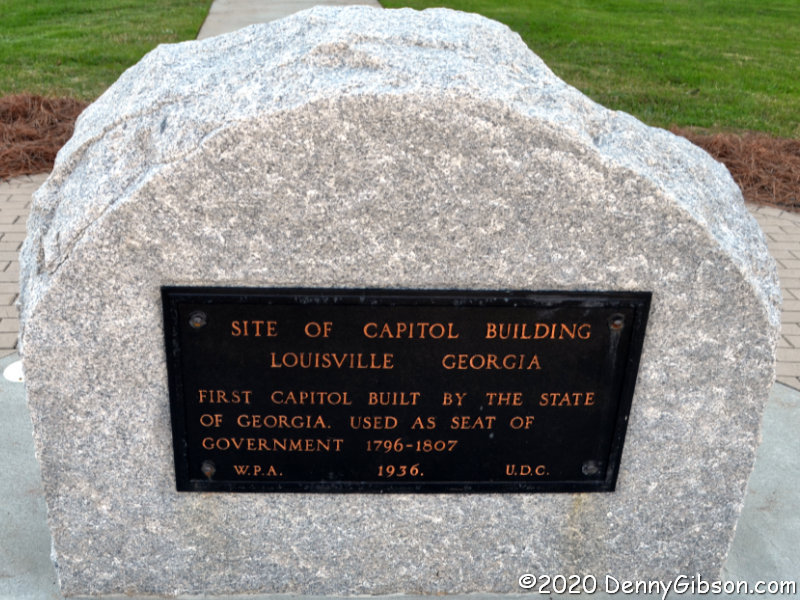 SITE OF CAPITOL BUILDING
LOUISVILLE GEORGIA
FIRST CAPITOL BUILT BY THE STATE
OF GEORGIA. USED AS SEAT OF
GOVERNMENT 1796-1807
W.P.A. 1936. U.D.C.
©2020 DennyGibson.com